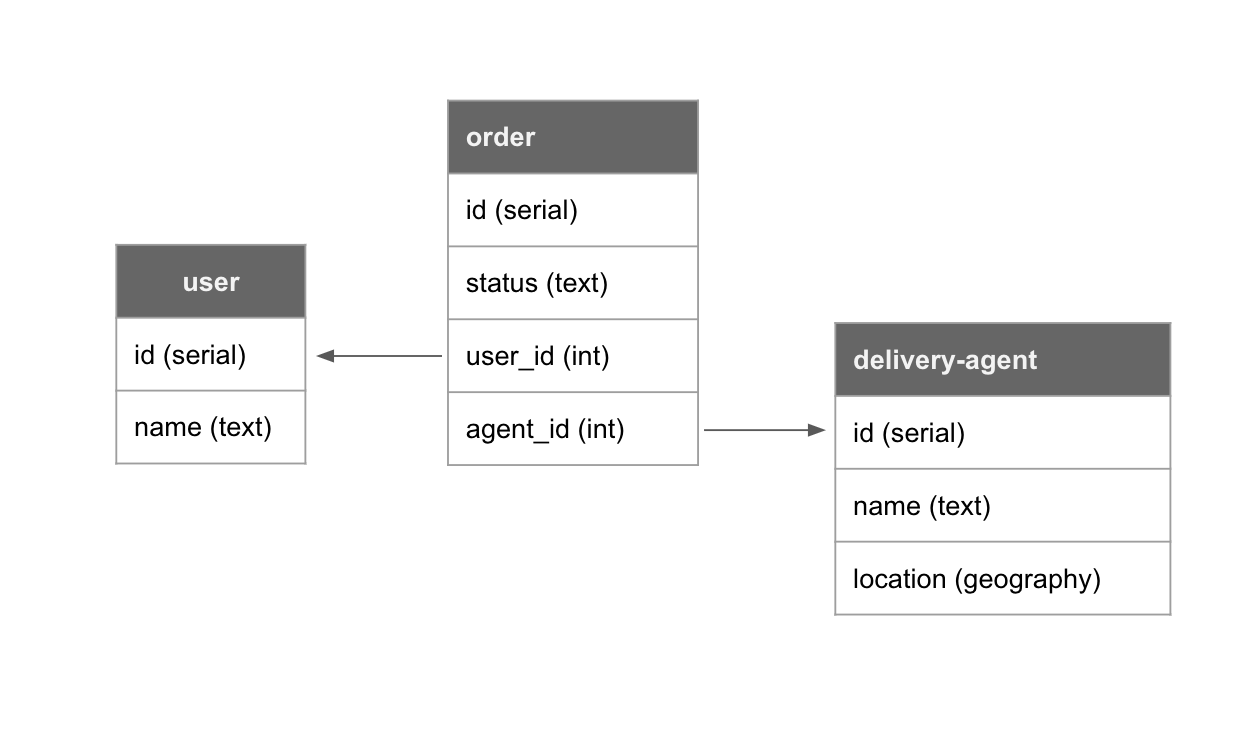 user
id (serial)
name (text)
order
id (serial)
status (text)
user_id (int)
agent_id (int)
delivery-agent
id (serial)
name (text)
location (geography)